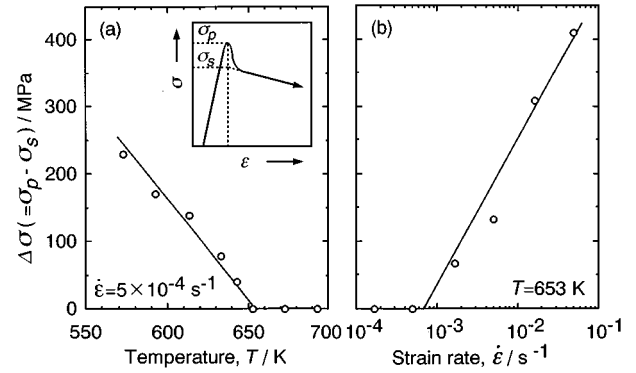 (a)
(b)
400
300
200
100
0
Δσ(=σp - σs) / MPa
σp
σs
σ
ε
ε̇=5×10⁻⁴ s⁻¹
T=653 K
550 600 650 700
10⁻⁴ 10⁻³ 10⁻² 10⁻¹
Temperature, T / K
Strain rate, ε̇ / s⁻¹